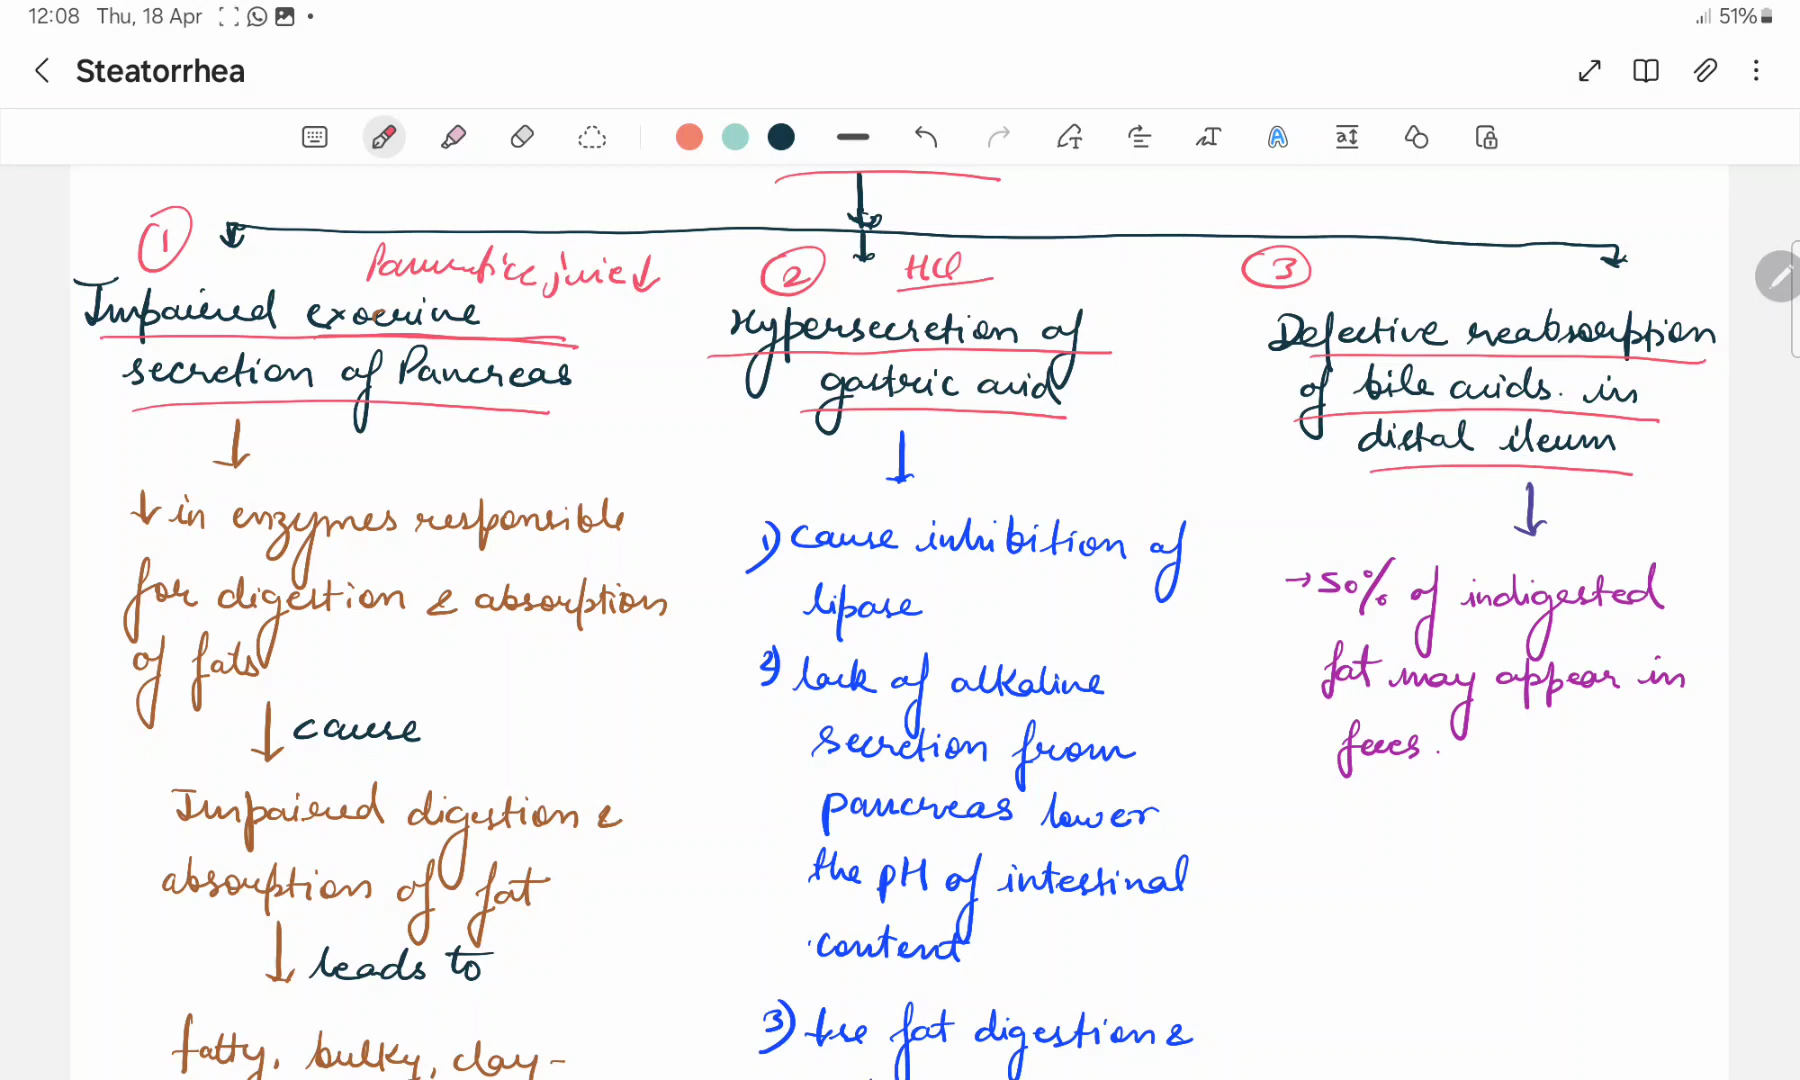 12:08 Thu, 18 Apr 51%
Steatorrhea
1
2 HCl
3
Impaired exocrine
secretion of Pancreas
↓ in enzymes responsible
for digestion & absorption
of fats
↓ cause
Impaired digestion &
absorption of fat
↓ leads to
fatty, bulky, clay-
Hypersecretion of
gastric acid
1) cause inhibition of
lipase
2) lack of alkaline
secretion from
pancreas lower
the pH of intestinal
content
3) fat digestion &
Defective reabsorption
of bile acids. in
distal ileum
→ 50% of indigested
fat may appear in
feces.